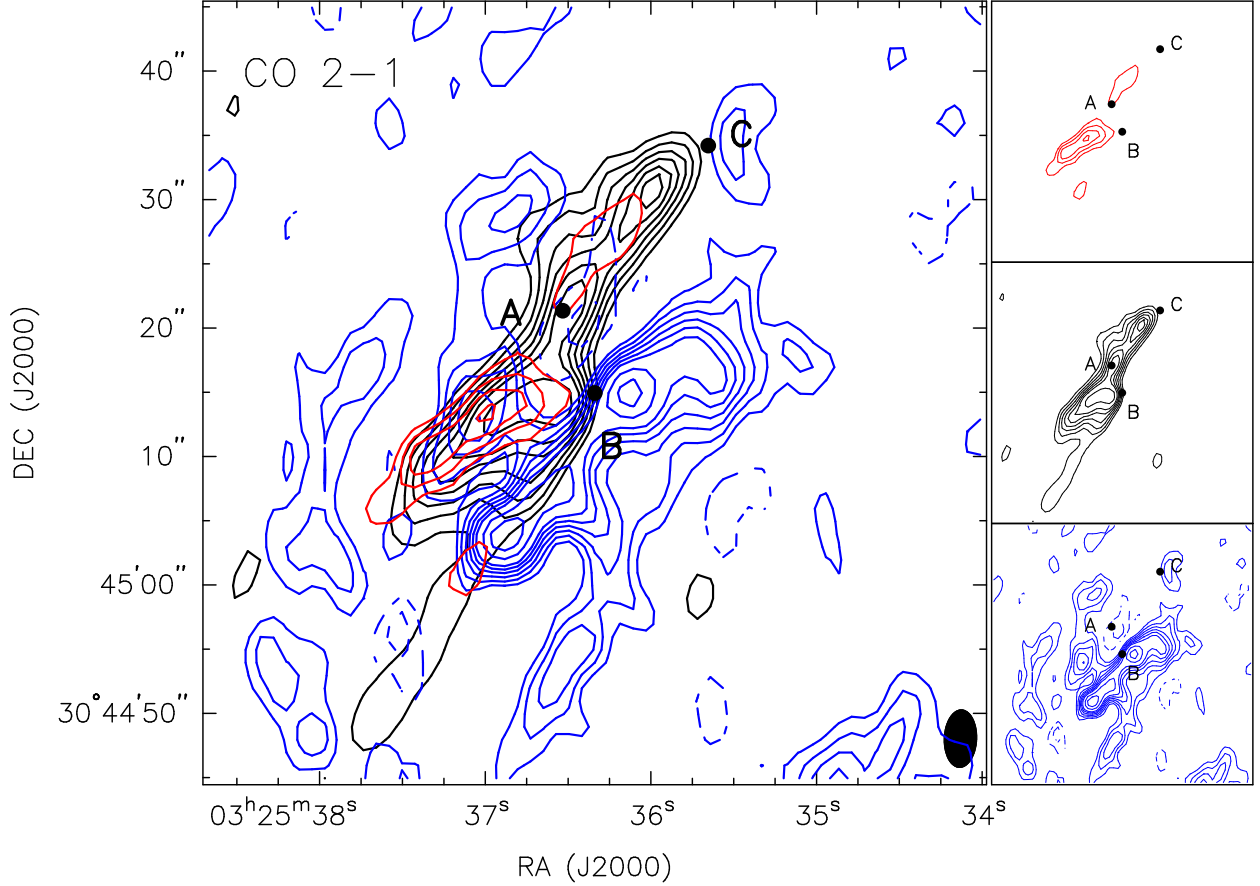 CO 2−1
40″
30″
20″
10″
45′00″
30°44′50″
DEC (J2000)
A
B
C
03ʰ25ᵐ38ˢ
37ˢ
36ˢ
35ˢ
34ˢ
RA (J2000)
C
A
B
C
A
B
C
A
B